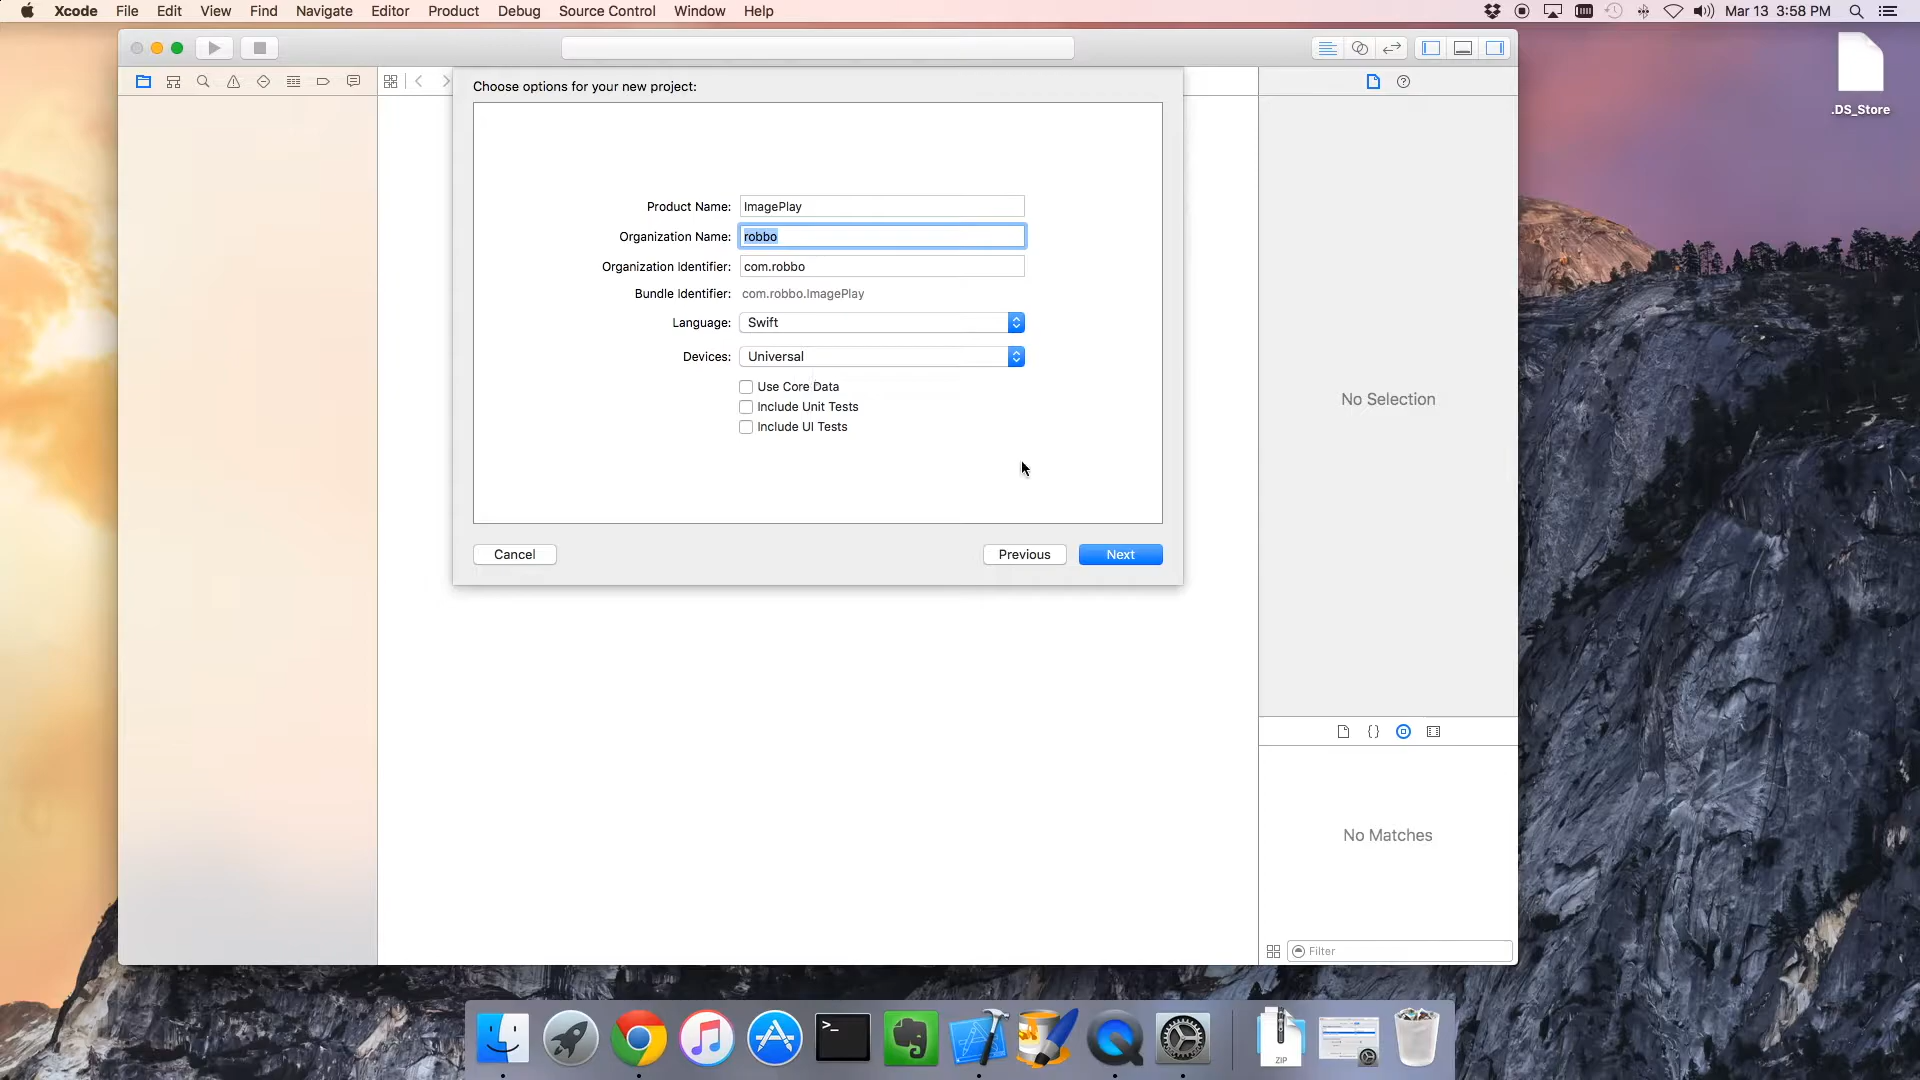 Xcode File Edit View Find Navigate Editor Product Debug Source Control Window Help Mar 13 3:58 PM
.DS_Store
Choose options for your new project:
Product Name: ImagePlay
Organization Name: robbo
Organization Identifier: com.robbo
Bundle Identifier: com.robbo.ImagePlay
Language: Swift
Devices: Universal
Use Core Data
Include Unit Tests
Include UI Tests
Cancel Previous Next
No Selection
No Matches
Filter
>_
ZIP